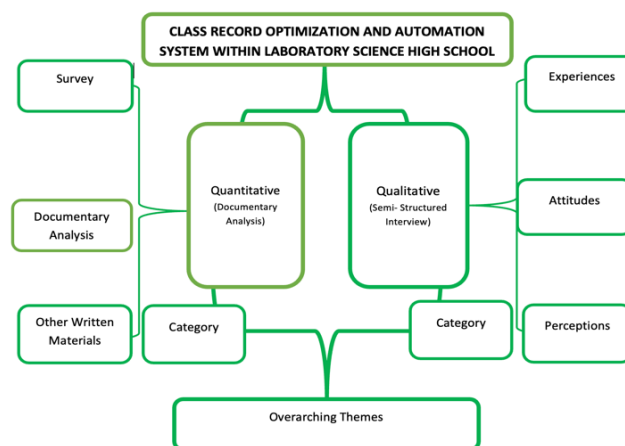 CLASS RECORD OPTIMIZATION AND AUTOMATION
SYSTEM WITHIN LABORATORY SCIENCE HIGH SCHOOL
Survey
Experiences
Quantitative
(Documentary
Analysis)
Qualitative
(Semi- Structured
Interview)
Documentary
Analysis
Attitudes
Other Written
Materials
Category
Category
Perceptions
Overarching Themes